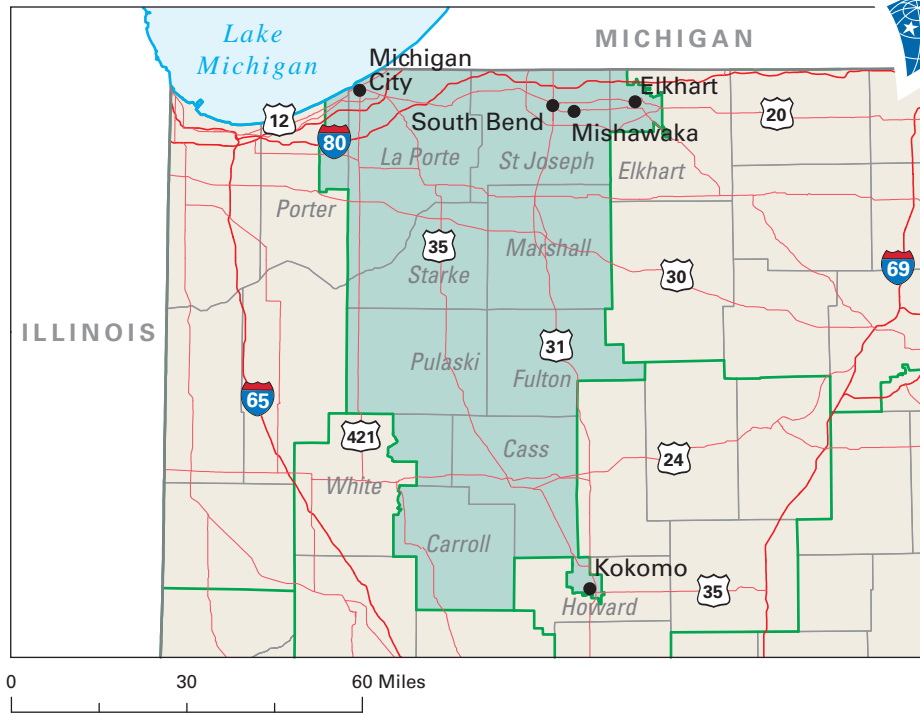 Lake
Michigan
MICHIGAN
Michigan
City
Elkhart
South Bend
Mishawaka
12
20
80
La Porte
St Joseph
Elkhart
Porter
35
Marshall
Starke
30
69
ILLINOIS
31
Pulaski
Fulton
65
421
Cass
24
White
Carroll
Kokomo
35
Howard
0 30 60 Miles